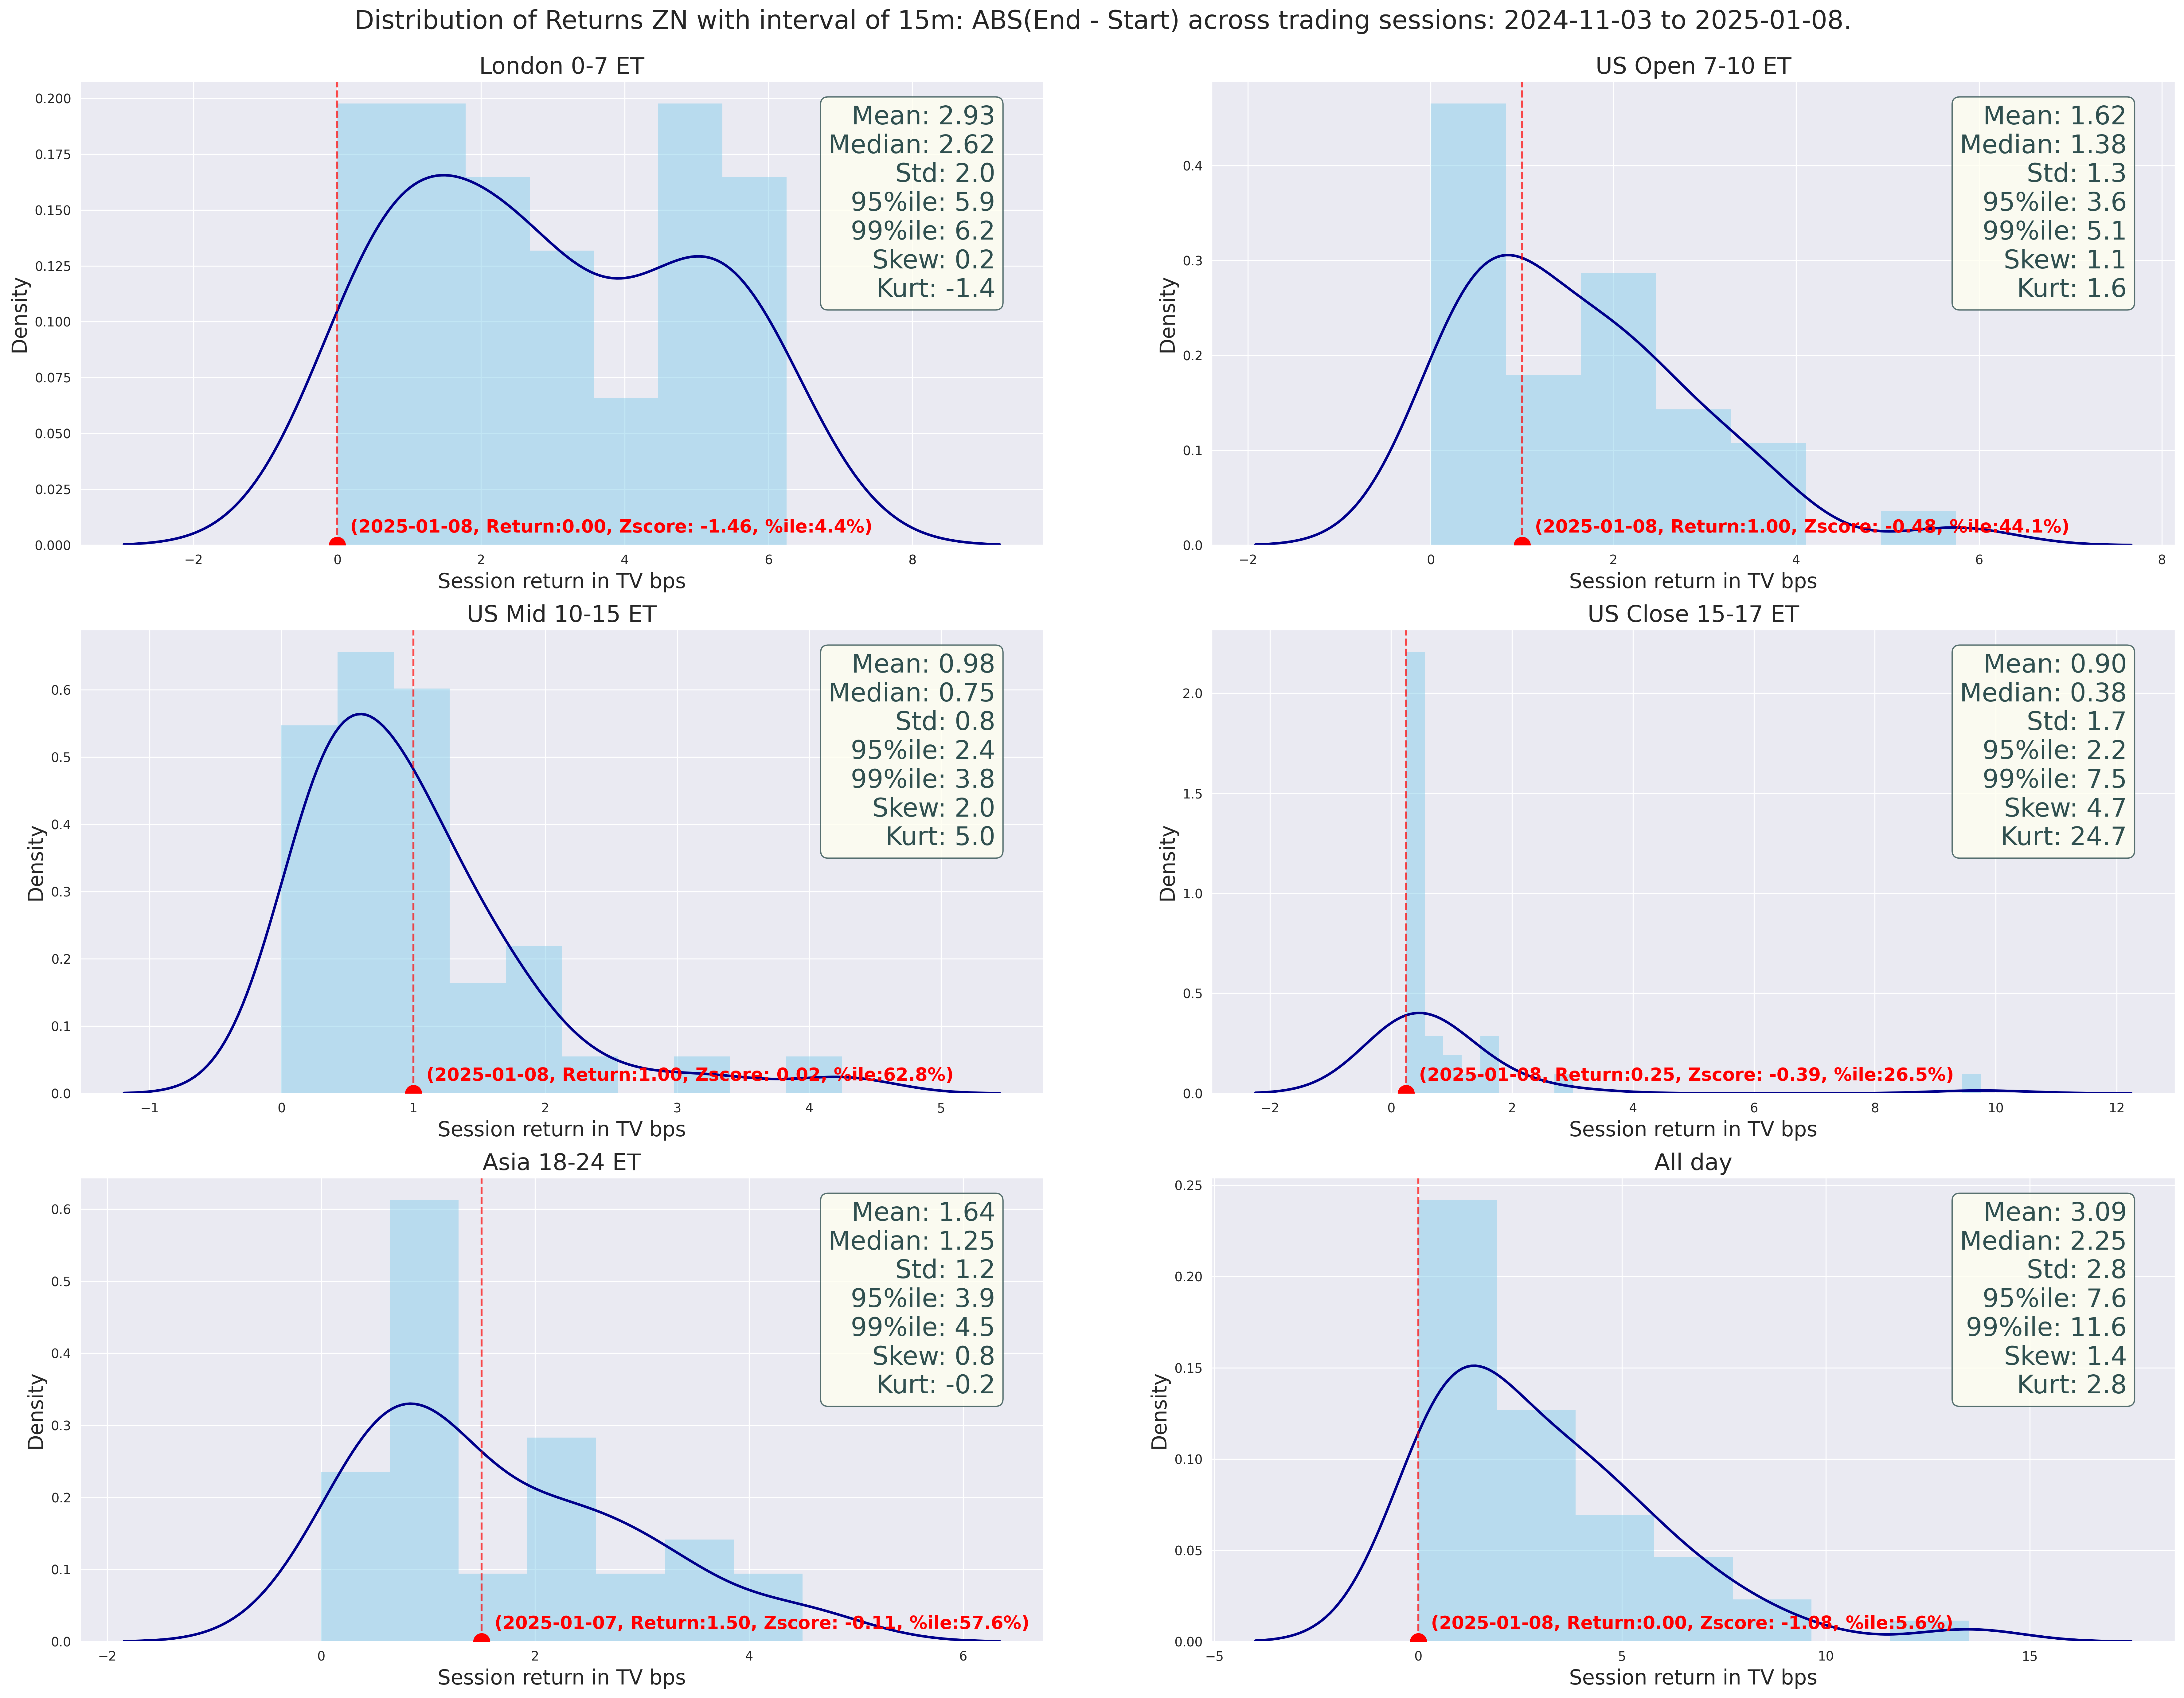 Distribution of Returns ZN with interval of 15m: ABS(End - Start) across trading sessions: 2024-11-03 to 2025-01-08.
London 0-7 ET
Density
0.200
0.175
0.150
0.125
0.100
0.075
0.050
0.025
0.000
Mean: 2.93
Median: 2.62
Std: 2.0
95%ile: 5.9
99%ile: 6.2
Skew: 0.2
Kurt: -1.4
(2025-01-08, Return:0.00, Zscore: -1.46, %ile:4.4%)
−2 0 2 4 6 8
Session return in TV bps
US Open 7-10 ET
Density
0.4
0.3
0.2
0.1
0.0
Mean: 1.62
Median: 1.38
Std: 1.3
95%ile: 3.6
99%ile: 5.1
Skew: 1.1
Kurt: 1.6
(2025-01-08, Return:1.00, Zscore: -0.48, %ile:44.1%)
−2 0 2 4 6 8
Session return in TV bps
US Mid 10-15 ET
Density
0.6
0.5
0.4
0.3
0.2
0.1
0.0
Mean: 0.98
Median: 0.75
Std: 0.8
95%ile: 2.4
99%ile: 3.8
Skew: 2.0
Kurt: 5.0
(2025-01-08, Return:1.00, Zscore: 0.02, %ile:62.8%)
−1 0 1 2 3 4 5
Session return in TV bps
US Close 15-17 ET
Density
2.0
1.5
1.0
0.5
0.0
Mean: 0.90
Median: 0.38
Std: 1.7
95%ile: 2.2
99%ile: 7.5
Skew: 4.7
Kurt: 24.7
(2025-01-08, Return:0.25, Zscore: -0.39, %ile:26.5%)
−2 0 2 4 6 8 10 12
Session return in TV bps
Asia 18-24 ET
Density
0.6
0.5
0.4
0.3
0.2
0.1
0.0
Mean: 1.64
Median: 1.25
Std: 1.2
95%ile: 3.9
99%ile: 4.5
Skew: 0.8
Kurt: -0.2
(2025-01-07, Return:1.50, Zscore: -0.11, %ile:57.6%)
−2 0 2 4 6
Session return in TV bps
All day
Density
0.25
0.20
0.15
0.10
0.05
0.00
Mean: 3.09
Median: 2.25
Std: 2.8
95%ile: 7.6
99%ile: 11.6
Skew: 1.4
Kurt: 2.8
(2025-01-08, Return:0.00, Zscore: -1.08, %ile:5.6%)
−5 0 5 10 15
Session return in TV bps